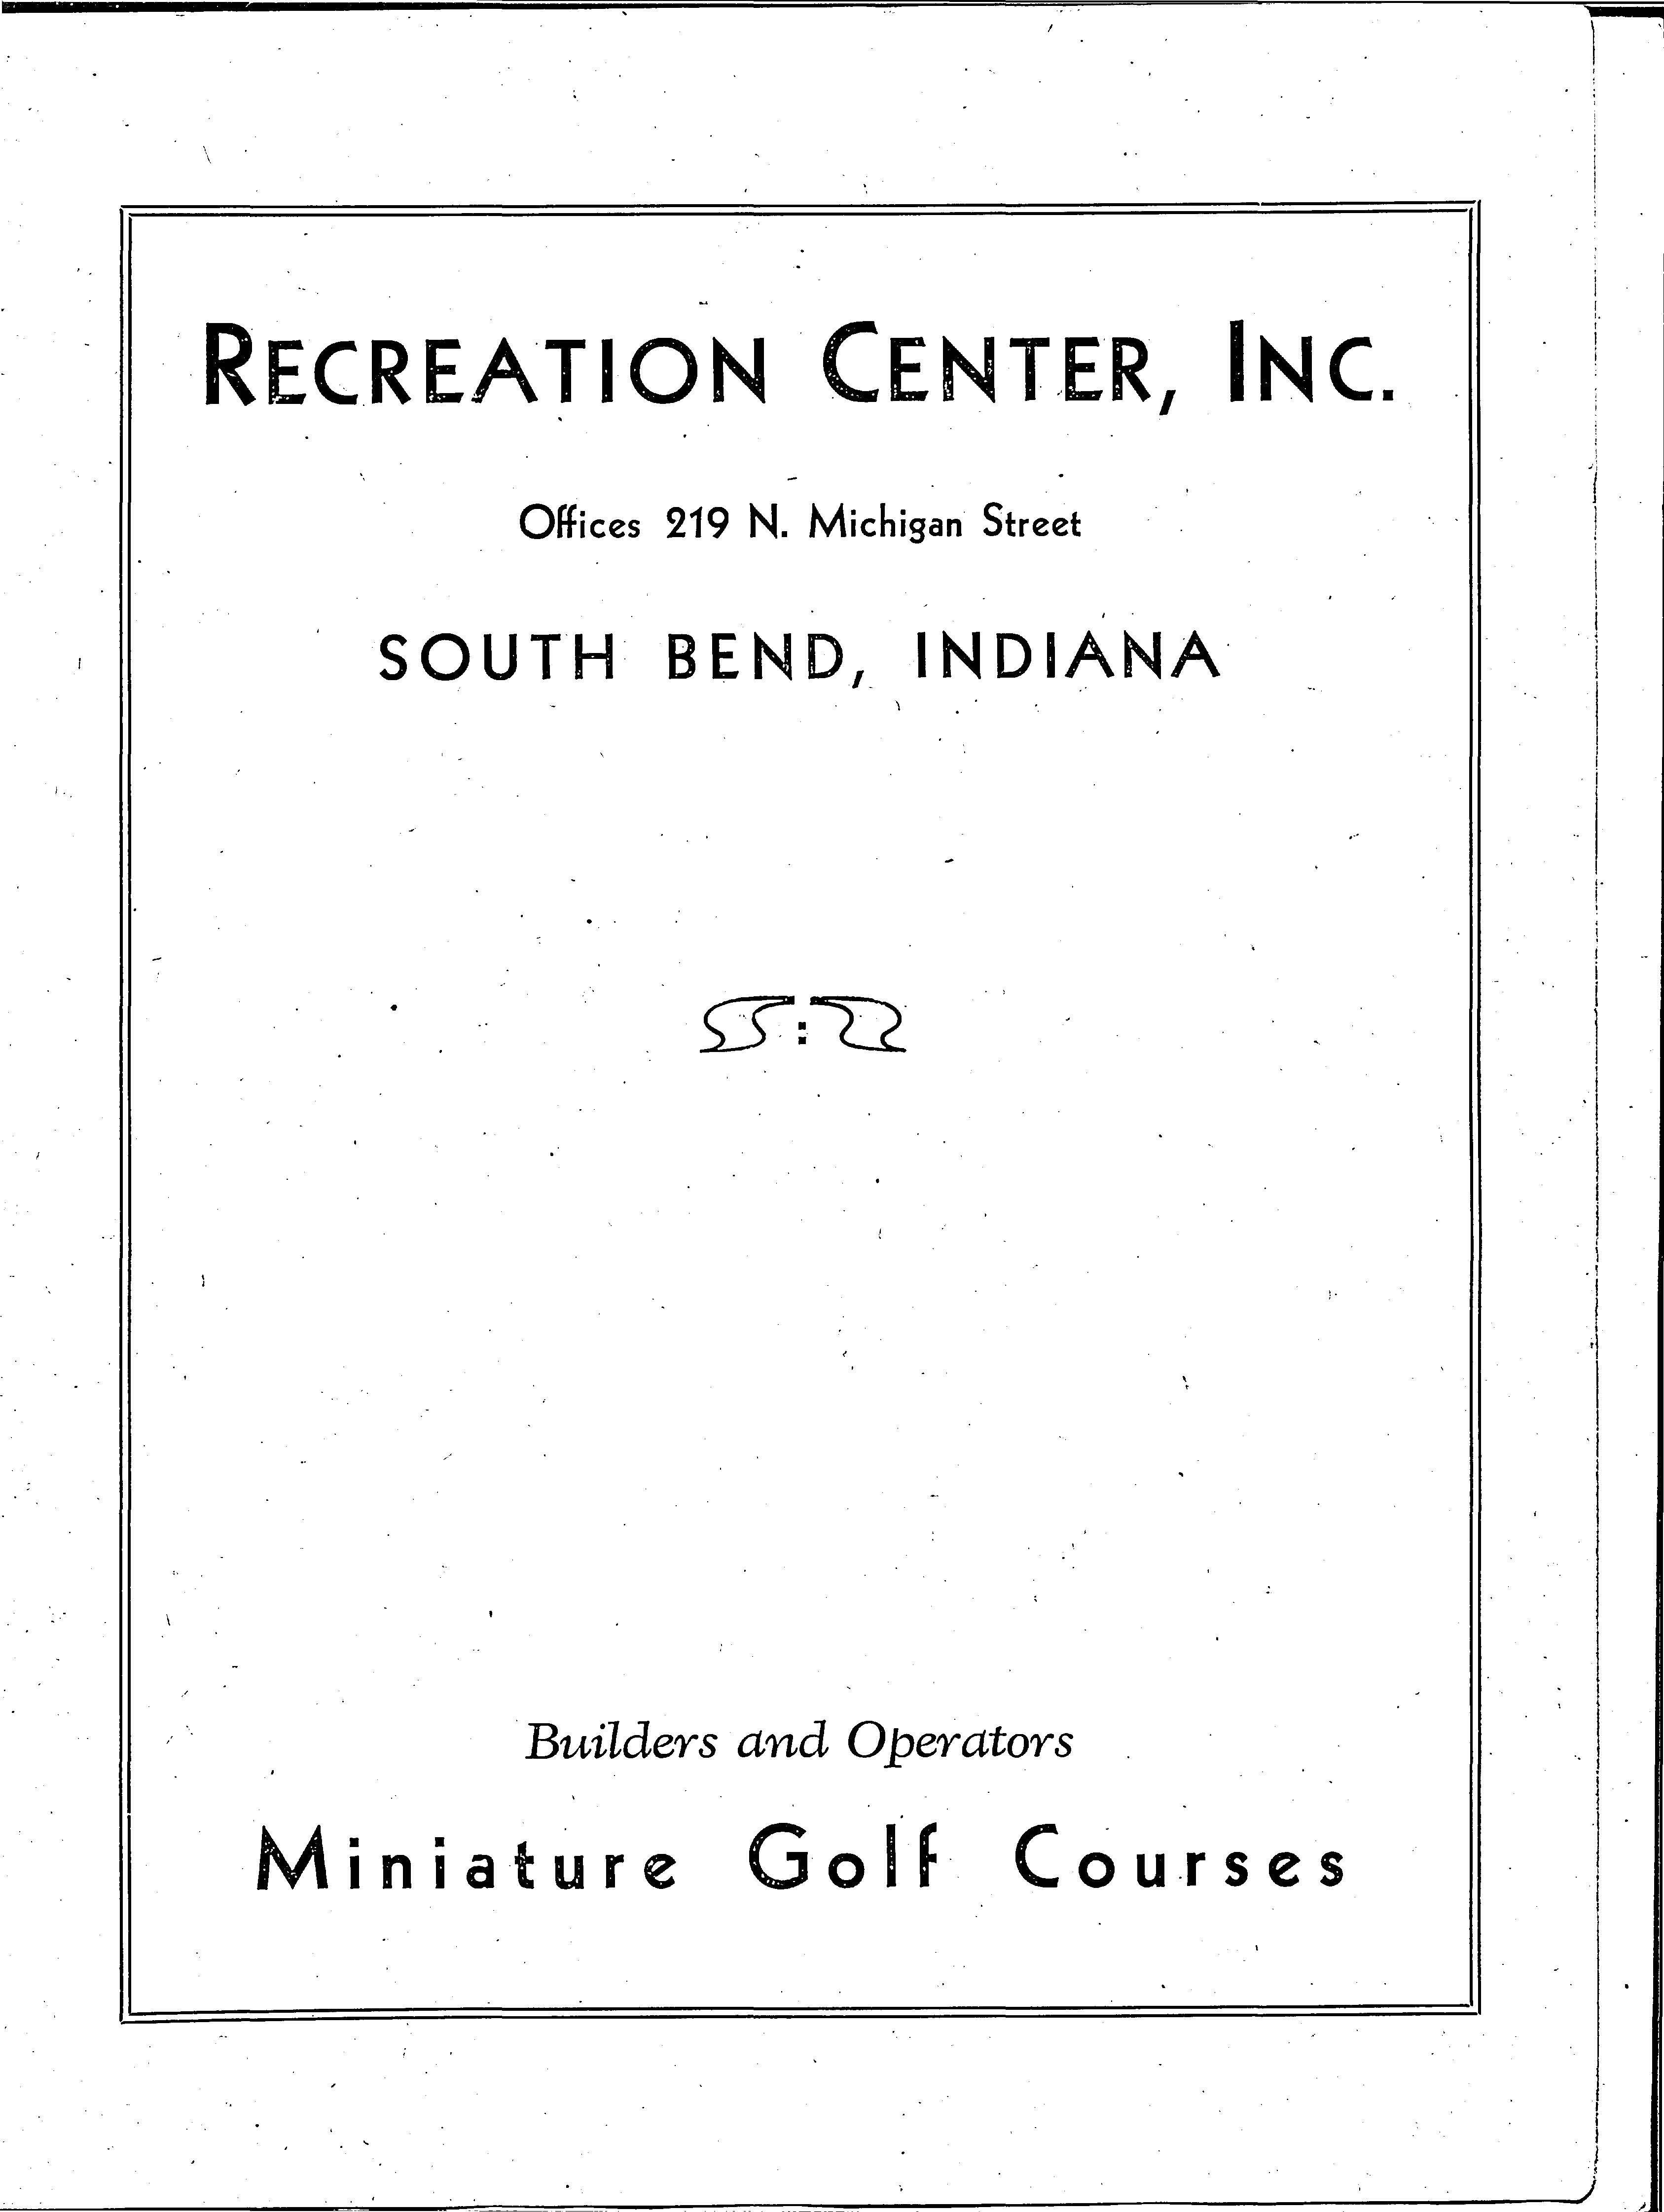 RECREATION CENTER, INC.
Offices 219 N. Michigan Street
SOUTH BEND, INDIANA
Builders and Operators
Miniature Golf Courses